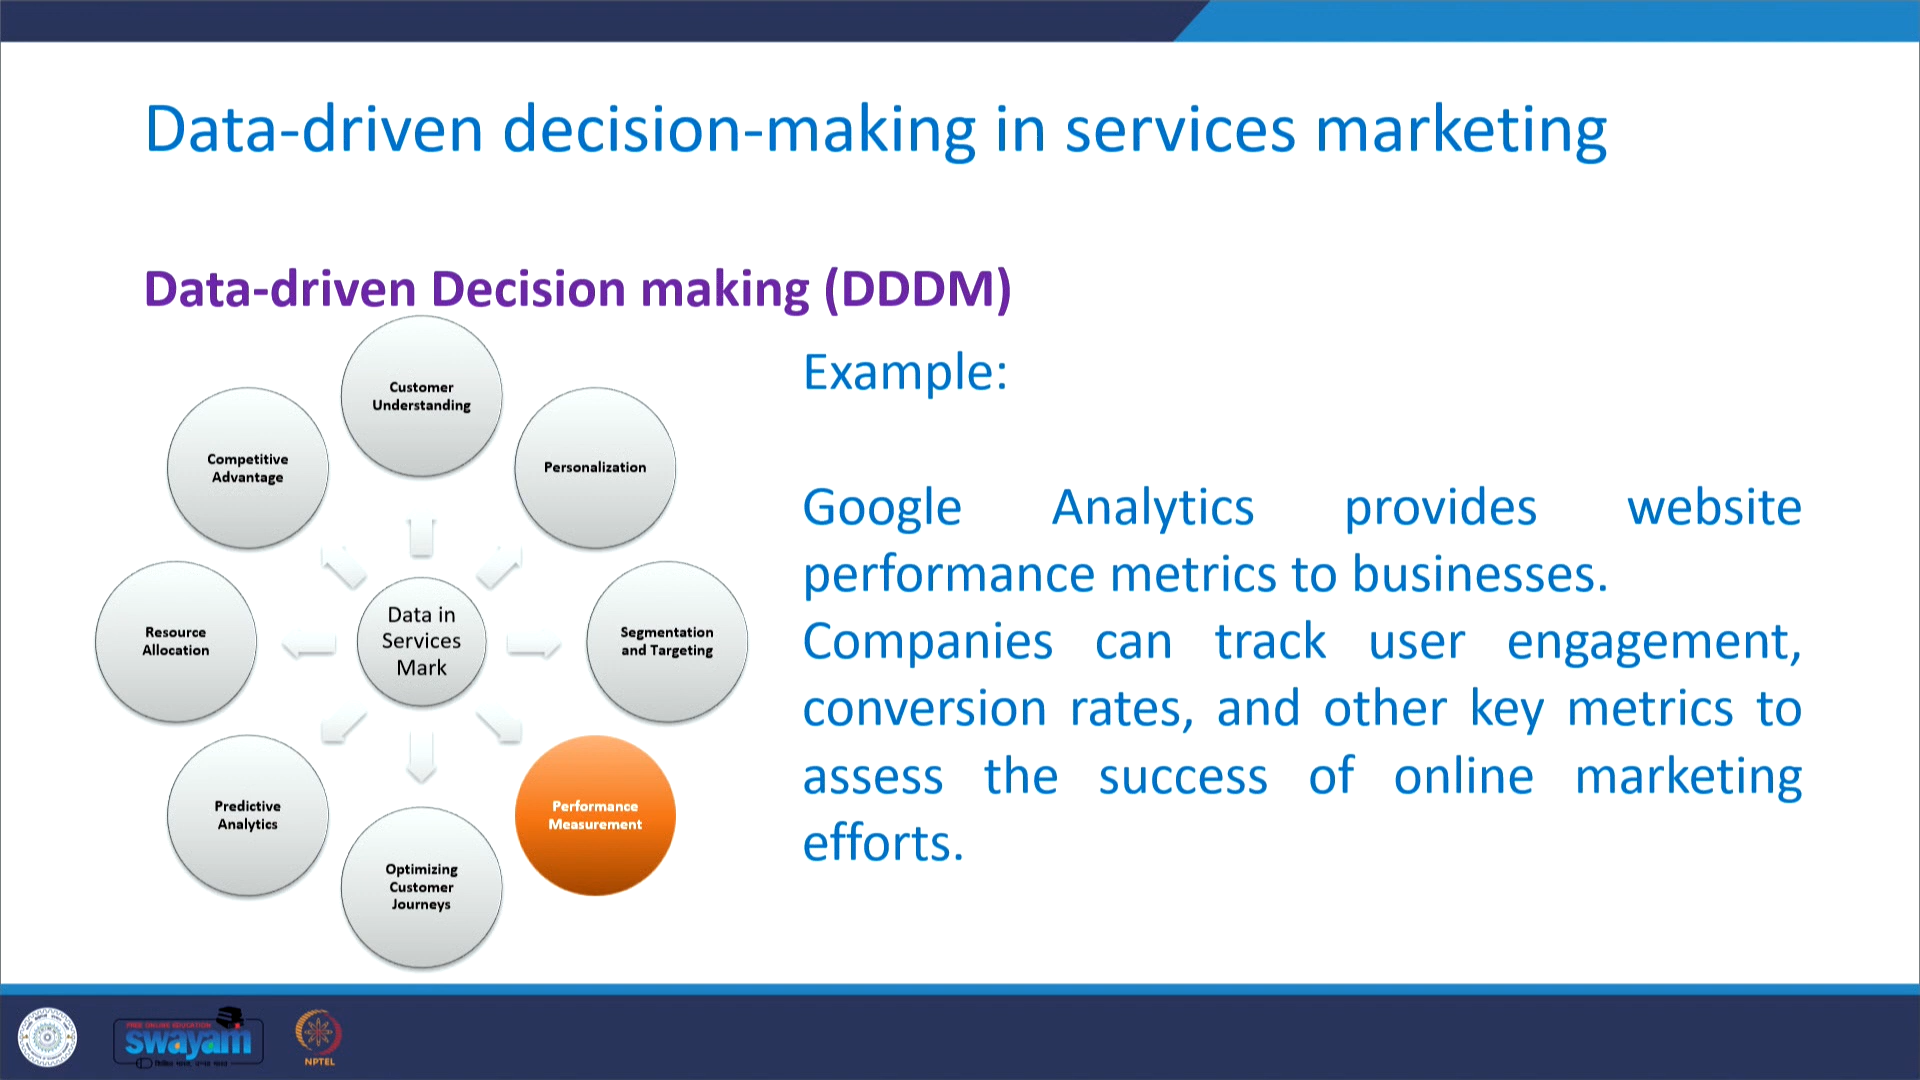 Data-driven decision-making in services marketing
Data-driven Decision making (DDDM)
Customer
Understanding
Personalization
Segmentation
and Targeting
Performance
Measurement
Optimizing
Customer
Journeys
Predictive
Analytics
Resource
Allocation
Competitive
Advantage
Data in
Services
Mark
Example:
Google Analytics provides website
performance metrics to businesses.
Companies can track user engagement,
conversion rates, and other key metrics to
assess the success of online marketing
efforts.
FREE ONLINE EDUCATION
swayam
NPTEL